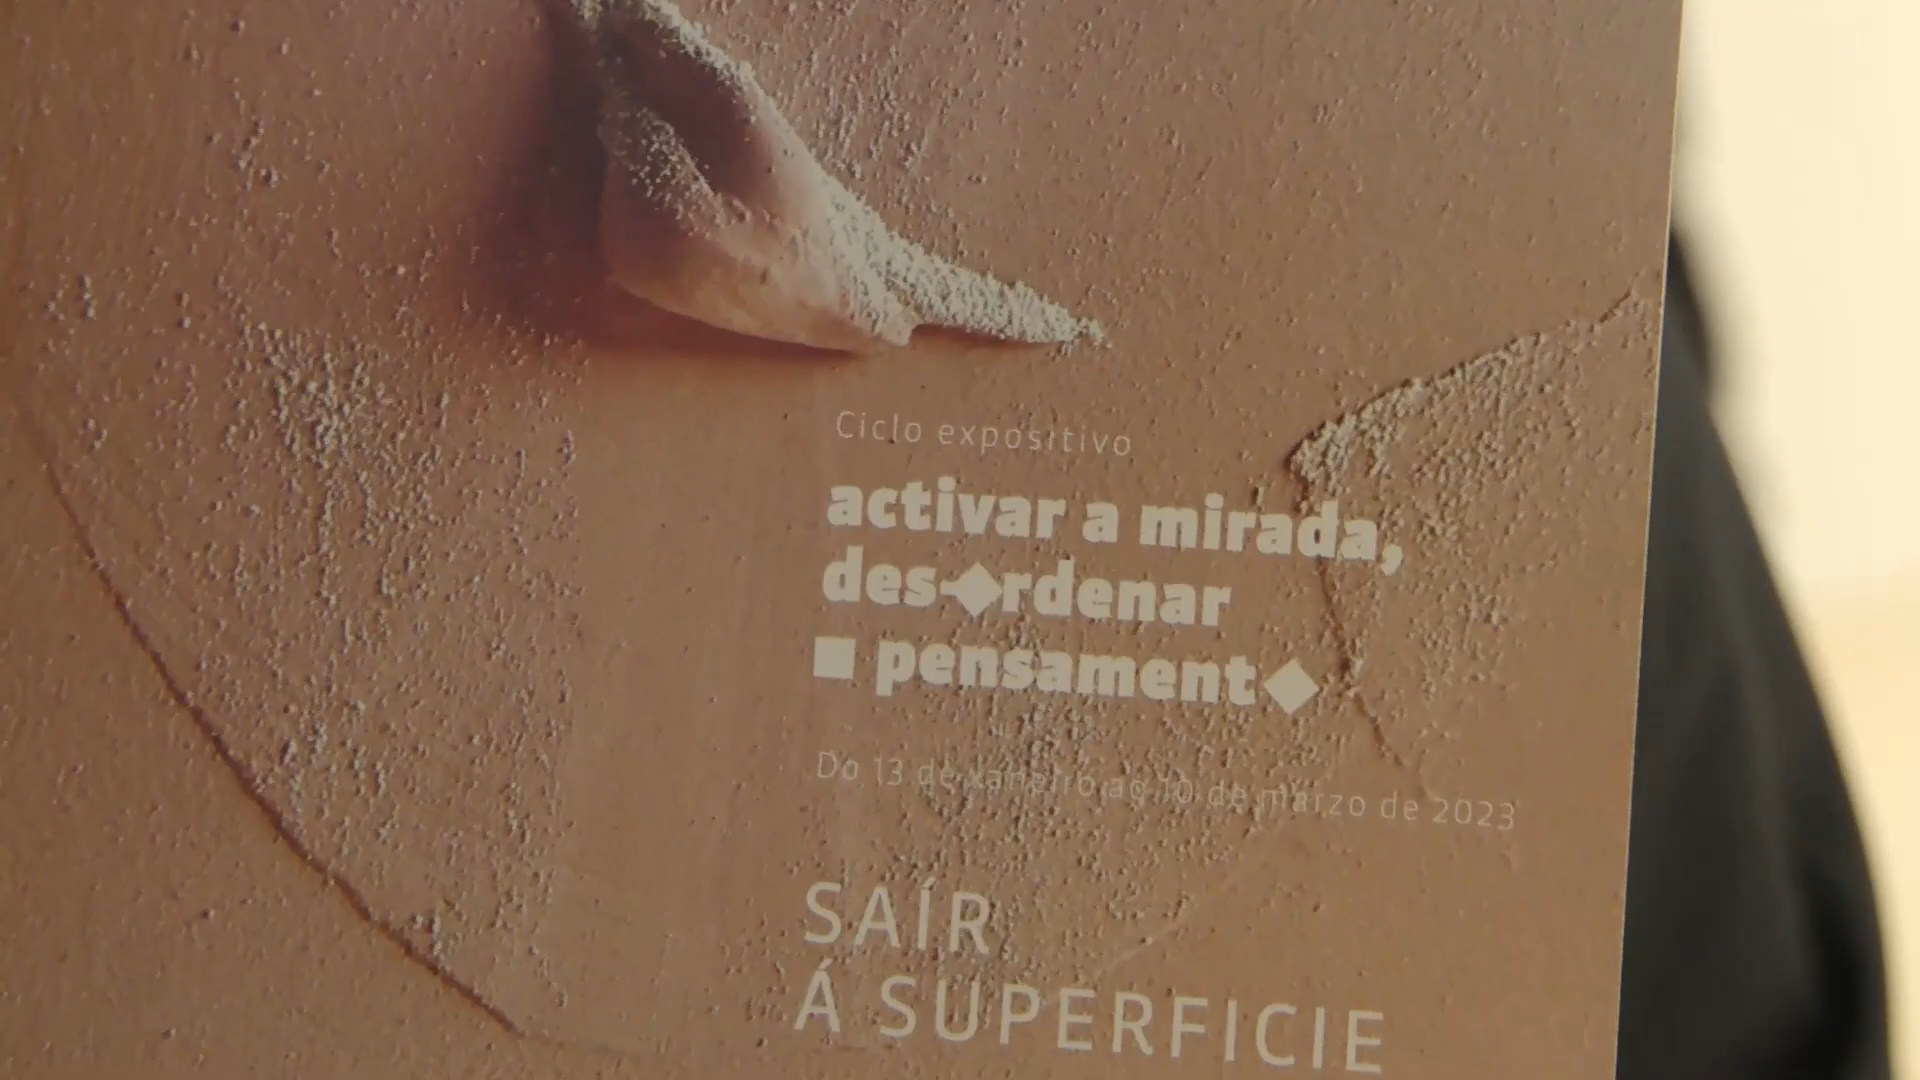 Ciclo expositivo
activar a mirada,
des◆rdenar
■ pensament◆
Do 13 de xaneiro ao 10 de marzo de 2023
SAÍR
Á SUPERFICIE